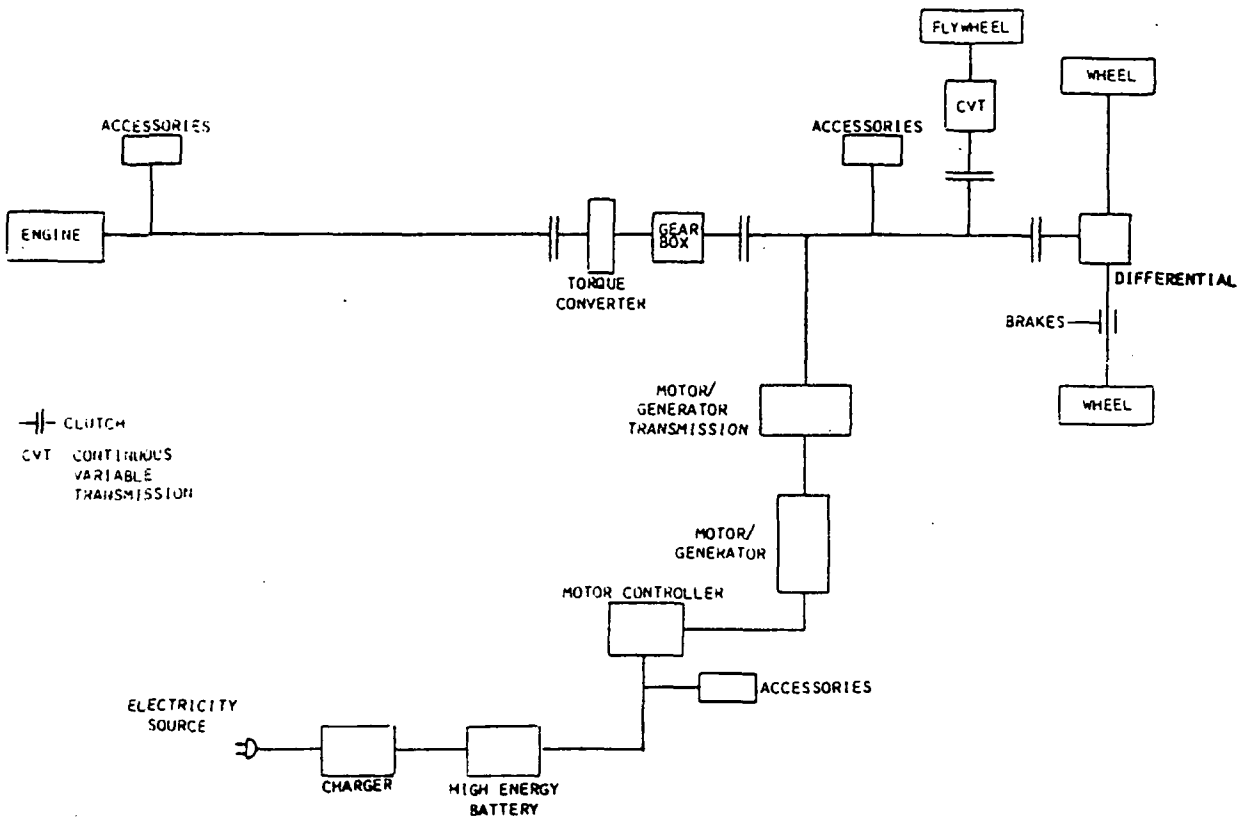 FLYWHEEL
WHEEL
CVT
ACCESSORIES
ACCESSORIES
ENGINE
GEAR
BOX
TORQUE
CONVERTER
DIFFERENTIAL
BRAKES
MOTOR/
GENERATOR
TRANSMISSION
WHEEL
CLUTCH
CVT CONTINUOUS
VARIABLE
TRANSMISSION
MOTOR/
GENERATOR
MOTOR CONTROLLER
ACCESSORIES
ELECTRICITY
SOURCE
CHARGER
HIGH ENERGY
BATTERY